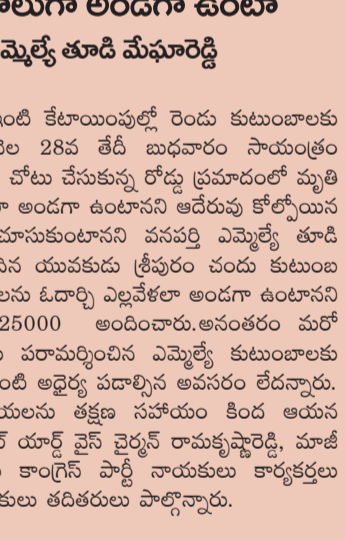 అండగా ఉంటా
మ్మెల్యే తూడి మేఘారెడ్డి
ఇంటి కేటాయింపుల్లో రెండు కుటుంబాలకు
28వ తేదీ బుధవారం సాయంత్రం
చోటు చేసుకున్న రోడ్డు ప్రమాదంలో మృతి
అండగా ఉంటానని ఆదేరువు కోల్పోయిన
చూసుకుంటానని వనపర్తి ఎమ్మెల్యే తూడి
యువకుడు శ్రీపురం చందు కుటుంబ
లను ఓదార్చి ఎల్లవేళలా అండగా ఉంటానని
25000 అందించారు.అనంతరం మరో
పరామర్శించిన ఎమ్మెల్యే కుటుంబాలకు
అధైర్య పడాల్సిన అవసరం లేదన్నారు.
యలను తక్షణ సహాయం కింద ఆయన
యార్డ్ వైస్ చైర్మన్ రామకృష్ణారెడ్డి, మాజీ
కాంగ్రెస్ పార్టీ నాయకులు కార్యకర్తలు
కులు తదితరులు పాల్గొన్నారు.